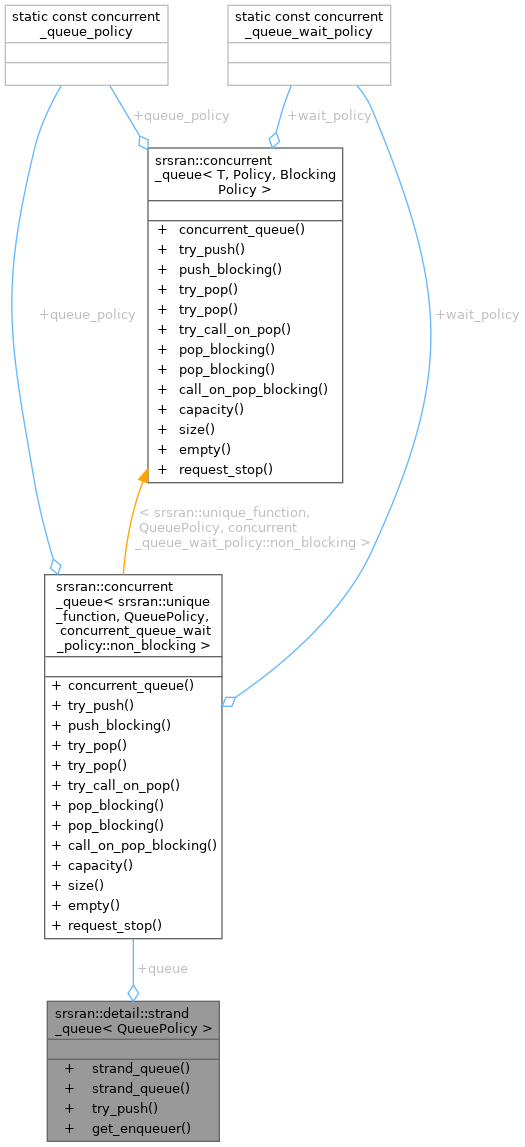 static const concurrent
_queue_policy
static const concurrent
_queue_wait_policy
+queue_policy
+wait_policy
srsran::concurrent
_queue< T, Policy, Blocking
Policy >
+ concurrent_queue()
+ try_push()
+ push_blocking()
+ try_pop()
+ try_pop()
+ try_call_on_pop()
+ pop_blocking()
+ pop_blocking()
+ call_on_pop_blocking()
+ capacity()
+ size()
+ empty()
+ request_stop()
+queue_policy
+wait_policy
< srsran::unique_function,
QueuePolicy, concurrent
_queue_wait_policy::non_blocking >
srsran::concurrent
_queue< srsran::unique
_function, QueuePolicy,
concurrent_queue_wait
_policy::non_blocking >
+ concurrent_queue()
+ try_push()
+ push_blocking()
+ try_pop()
+ try_pop()
+ try_call_on_pop()
+ pop_blocking()
+ pop_blocking()
+ call_on_pop_blocking()
+ capacity()
+ size()
+ empty()
+ request_stop()
+queue
srsran::detail::strand
_queue< QueuePolicy >
+ strand_queue()
+ strand_queue()
+ try_push()
+ get_enqueuer()